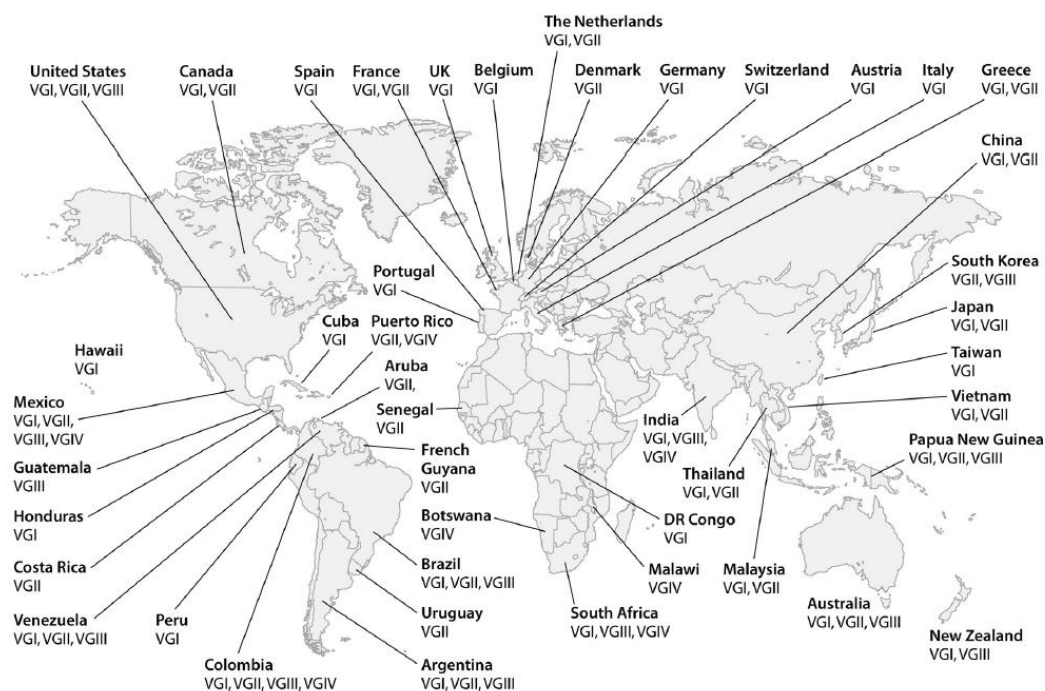 The Netherlands
VGI, VGII
United States
VGI, VGII, VGIII
Canada
VGI, VGII
Spain
VGI
France
VGI, VGII
UK
VGI
Belgium
VGI
Denmark
VGII
Germany
VGI
Switzerland
VGI
Austria
VGI
Italy
VGI
Greece
VGI, VGII
China
VGI, VGII
South Korea
VGII, VGIII
Portugal
VGI
Japan
VGI, VGII
Cuba
VGI
Puerto Rico
VGII, VGIV
Hawaii
VGI
Taiwan
VGI
Aruba
VGII,
Mexico
VGI, VGII,
VGIII, VGIV
Senegal
VGII
India
VGI, VGIII,
VGIV
Vietnam
VGI, VGII
Papua New Guinea
VGI, VGII, VGIII
French
Guyana
VGII
Guatemala
VGIII
Thailand
VGI, VGII
Honduras
VGI
Botswana
VGIV
DR Congo
VGI
Costa Rica
VGII
Brazil
VGI, VGII, VGIII
Malawi
VGIV
Malaysia
VGI, VGII
Venezuela
VGI, VGII, VGIII
Peru
VGI
Uruguay
VGII
South Africa
VGI, VGIII, VGIV
Australia
VGI, VGII, VGIII
New Zealand
VGI, VGIII
Colombia
VGI, VGII, VGIII, VGIV
Argentina
VGI, VGII, VGIII